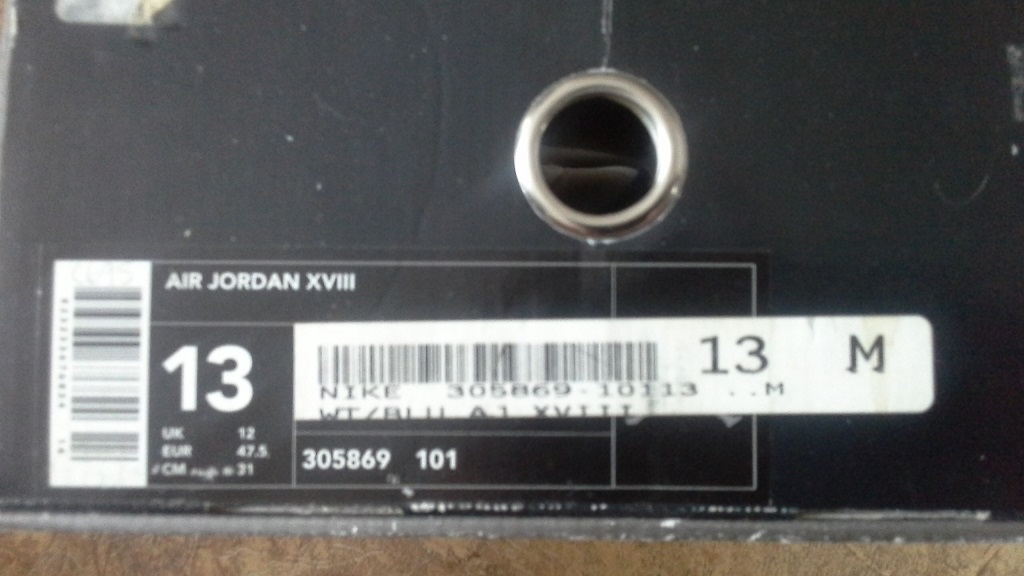 AIR JORDAN XVIII
13
UK 12
EUR 47.5
CM 31
13 M
NIKE 305869-10113 ..M
WT/BLU AJ XVIII
305869 101